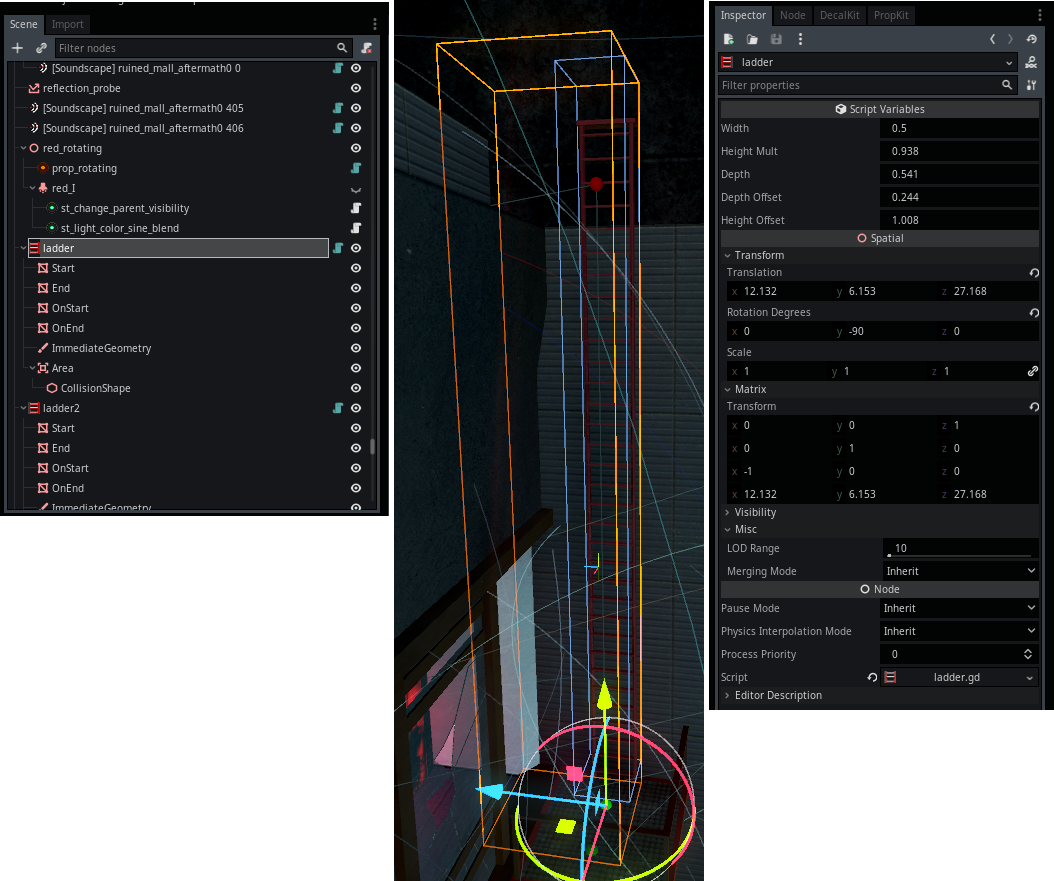 Scene Import
Filter nodes
[Soundscape] ruined_mall_aftermath0 0
reflection_probe
[Soundscape] ruined_mall_aftermath0 405
[Soundscape] ruined_mall_aftermath0 406
red_rotating
prop_rotating
red_l
st_change_parent_visibility
st_light_color_sine_blend
ladder
Start
End
OnStart
OnEnd
ImmediateGeometry
Area
CollisionShape
ladder2
Start
End
OnStart
OnEnd
ImmediateGeometry
Inspector Node DecalKit PropKit
ladder
Filter properties
Script Variables
Width 0.5
Height Mult 0.938
Depth 0.541
Depth Offset 0.244
Height Offset 1.008
Spatial
Transform
Translation
x 12.132 y 6.153 z 27.168
Rotation Degrees
x 0 y -90 z 0
Scale
x 1 y 1 z 1
Matrix
Transform
x 0 y 0 z 1
x 0 y 1 z 0
x -1 y 0 z 0
x 12.132 y 6.153 z 27.168
Visibility
Misc
LOD Range 10
Merging Mode Inherit
Node
Pause Mode Inherit
Physics Interpolation Mode Inherit
Process Priority 0
Script ladder.gd
Editor Description